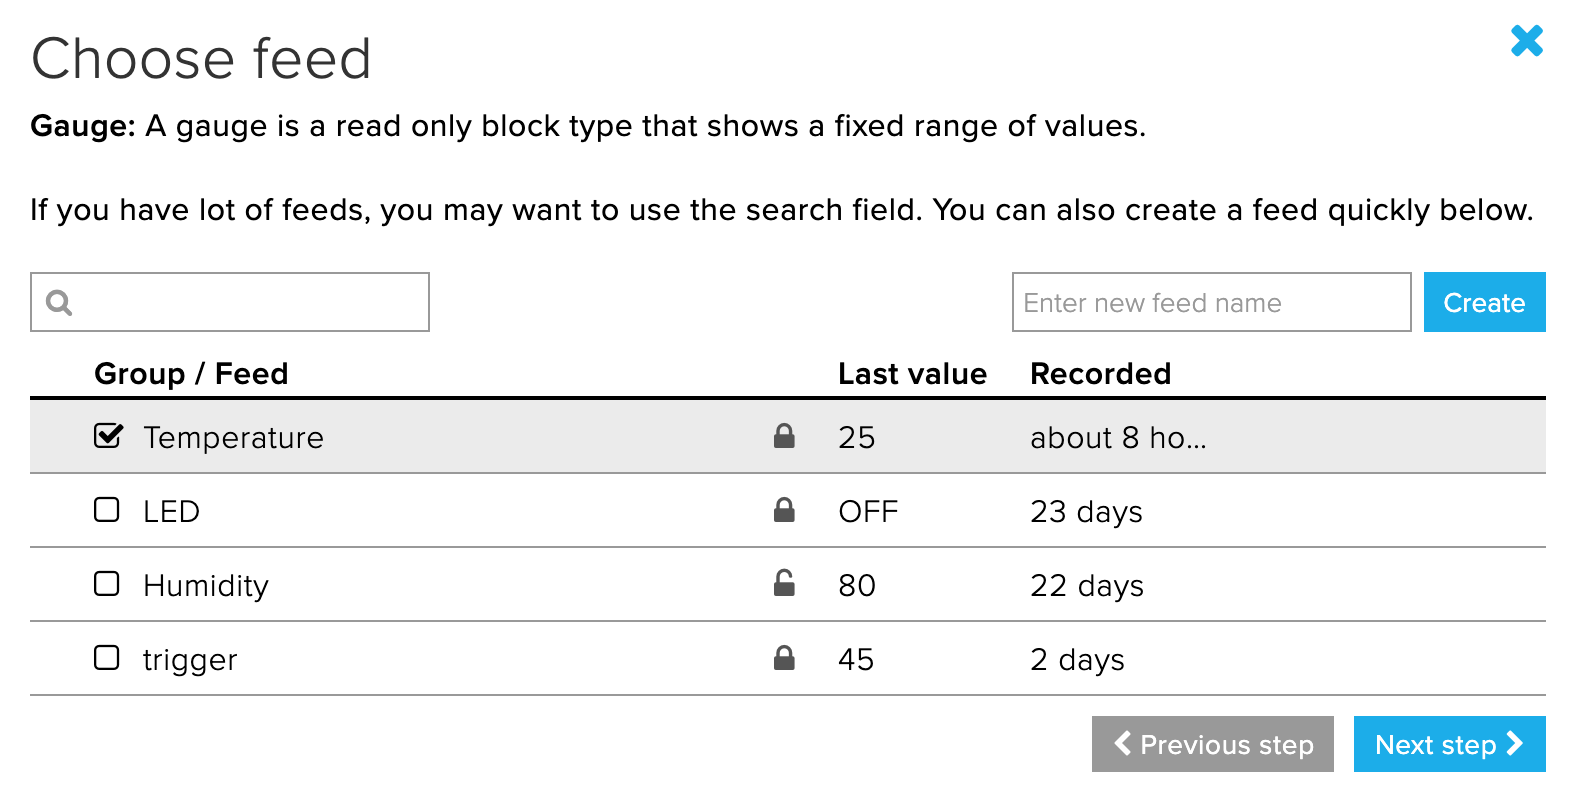 Choose feed
Gauge: A gauge is a read only block type that shows a fixed range of values.
If you have lot of feeds, you may want to use the search field. You can also create a feed quickly below.
Enter new feed name Create
Group / Feed Last value Recorded
Temperature 25 about 8 ho...
LED OFF 23 days
Humidity 80 22 days
trigger 45 2 days
Previous step Next step